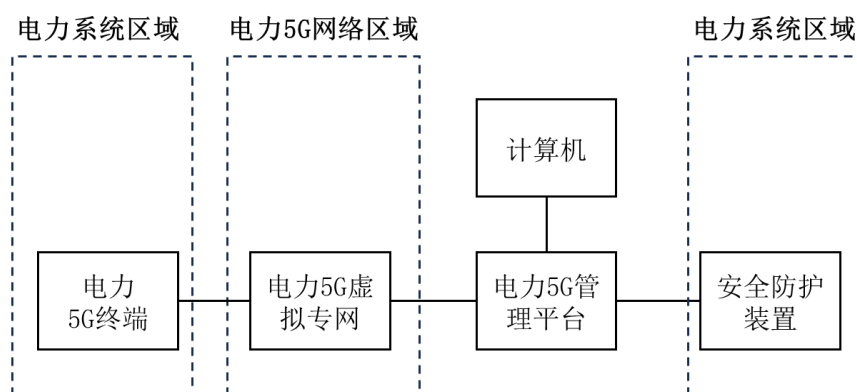 电力系统区域
电力5G网络区域
电力系统区域
计算机
电力
5G终端
电力5G虚
拟专网
电力5G管
理平台
安全防护
装置